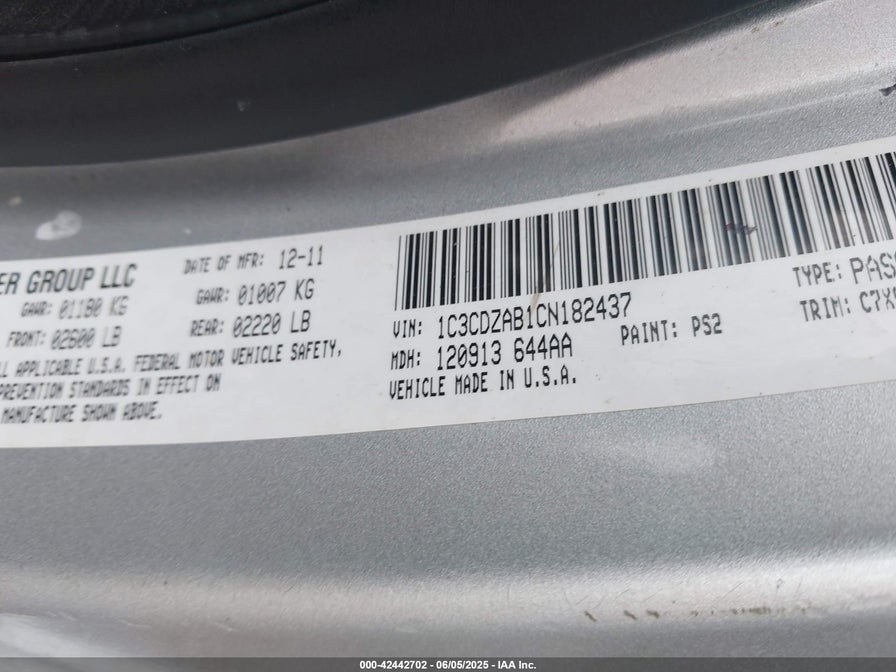 ER GROUP LLC
DATE OF MFR: 12-11
GAWR: 01180 KG
GAWR: 01007 KG
FRONT: 02600 LB
REAR: 02220 LB
L APPLICABLE U.S.A. FEDERAL MOTOR VEHICLE SAFETY,
PREVENTION STANDARDS IN EFFECT ON
MANUFACTURE SHOWN ABOVE.
VIN: 1C3CDZAB1CN182437
TYPE: PASS
MDH: 120913 644AA
PAINT: PS2
TRIM: C7X
VEHICLE MADE IN U.S.A.
000-42442702 - 06/05/2025 - IAA Inc.